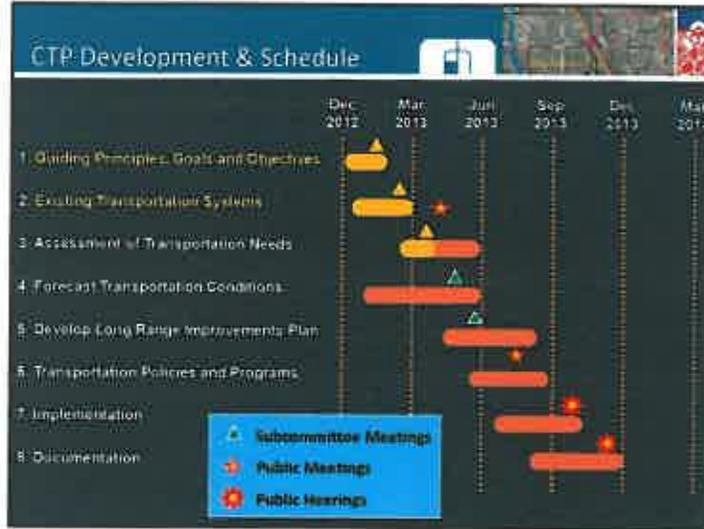 CTP Development & Schedule
Dec 2012
Mar 2013
Jun 2013
Sep 2013
Dec 2013
Mar
1. Guiding Principles, Goals and Objectives
2. Existing Transportation Systems
3. Assessment of Transportation Needs
4. Forecast Transportation Conditions
5. Develop Long Range Improvements Plan
6. Transportation Policies and Programs
7. Implementation
8. Documentation
Subcommittee Meetings
Public Meetings
Public Hearings